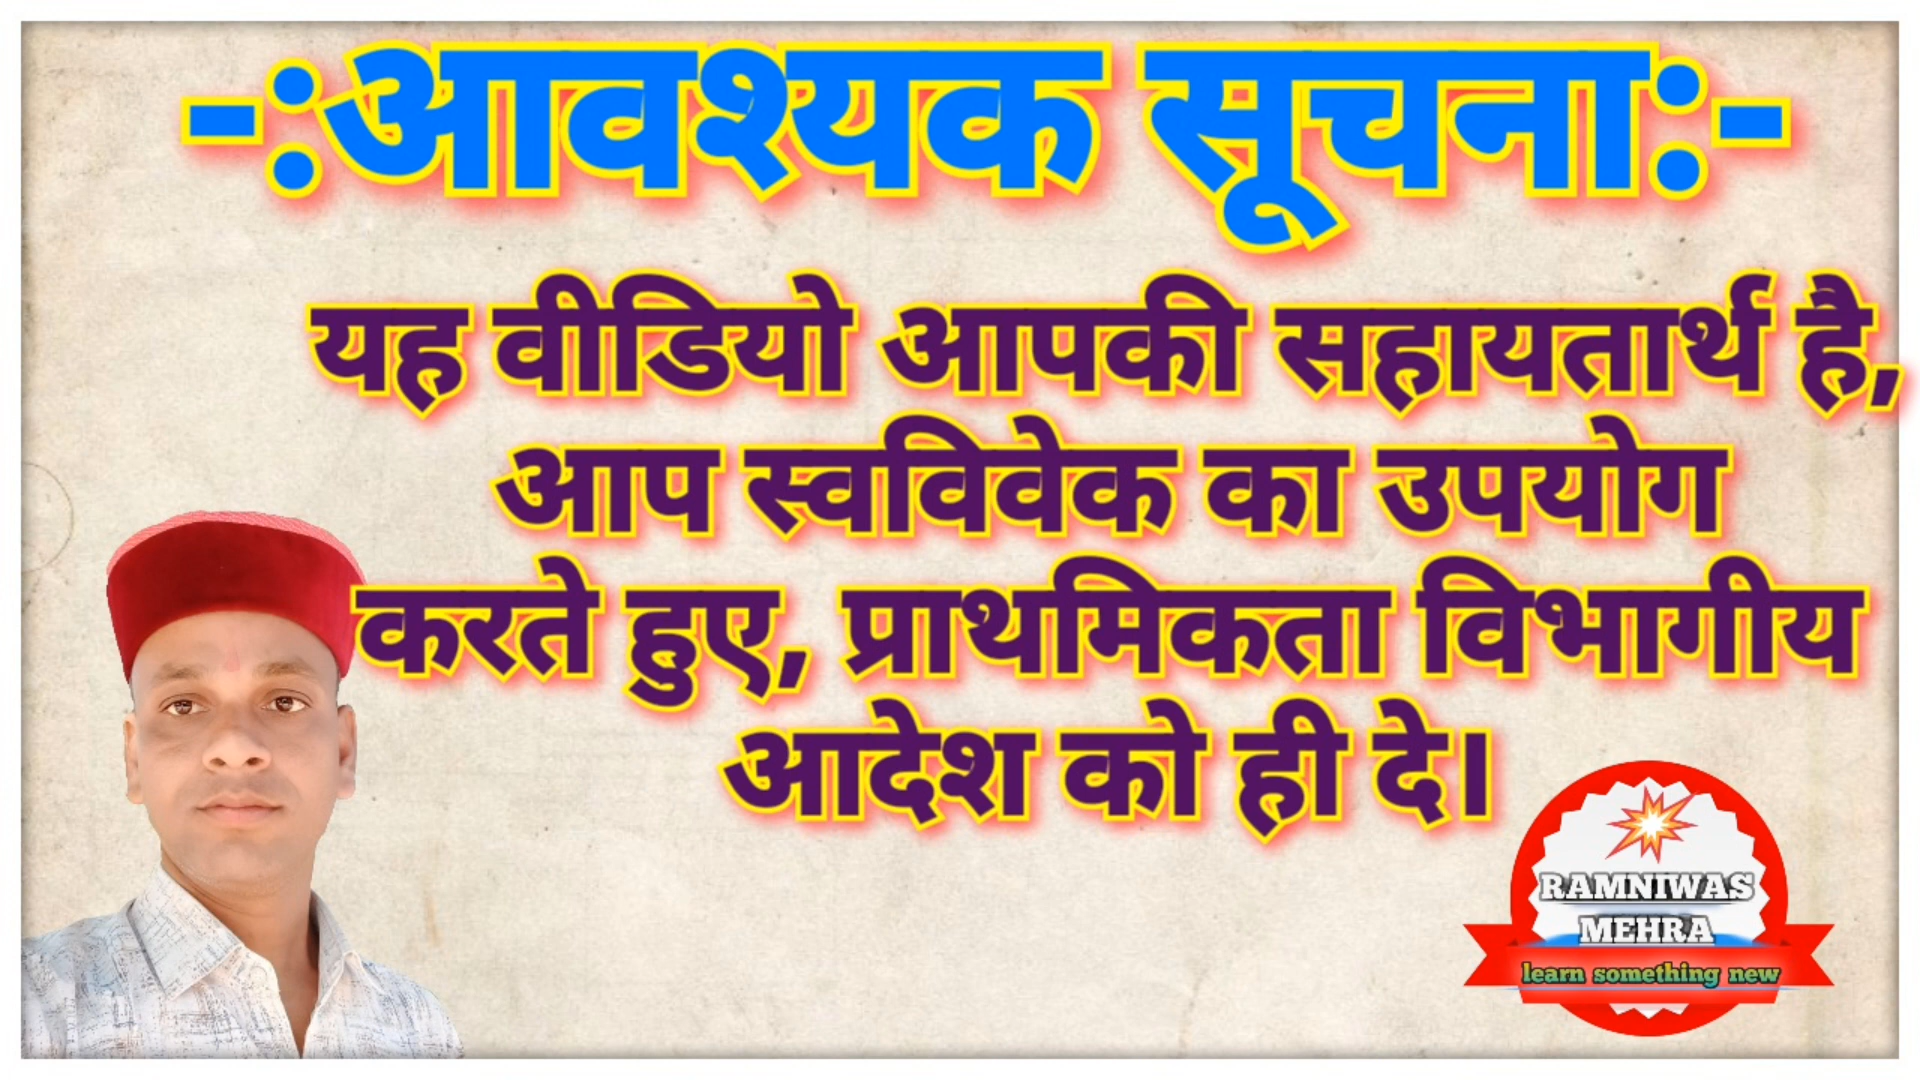 -:आवश्यक सूचना:-
यह वीडियो आपकी सहायतार्थ है,
आप स्वविवेक का उपयोग
करते हुए, प्राथमिकता विभागीय
आदेश को ही दे।
RAMNIWAS
MEHRA
learn something new